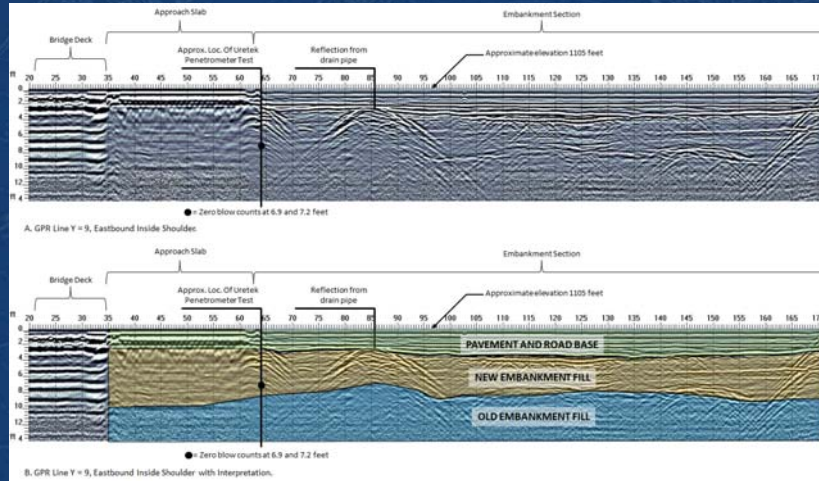 Approach Slab
Embankment Section
Bridge Deck
Approx. Loc. Of Uretek
Penetrometer Test
Reflection from
drain pipe
Approximate elevation 1105 feet
ft 20 25 30 35 40 45 50 55 60 65 70 75 80 85 90 95 100 105 110 115 120 125 130 135 140 145 150 155 160 165 170
0
2
4
6
8
10
12
ft 4
= Zero blow counts at 6.9 and 7.2 feet
A. GPR Line Y = 9, Eastbound Inside Shoulder.
Approach Slab
Embankment Section
Bridge Deck
Approx. Loc. Of Uretek
Penetrometer Test
Reflection from
drain pipe
Approximate elevation 1105 feet
ft 20 25 30 35 40 45 50 55 60 65 70 75 80 85 90 95 100 105 110 115 120 125 130 135 140 145 150 155 160 165 170
0
2
PAVEMENT AND ROAD BASE
4
6
NEW EMBANKMENT FILL
8
10
OLD EMBANKMENT FILL
12
ft 4
= Zero blow counts at 6.9 and 7.2 feet
B. GPR Line Y = 9, Eastbound Inside Shoulder with Interpretation.